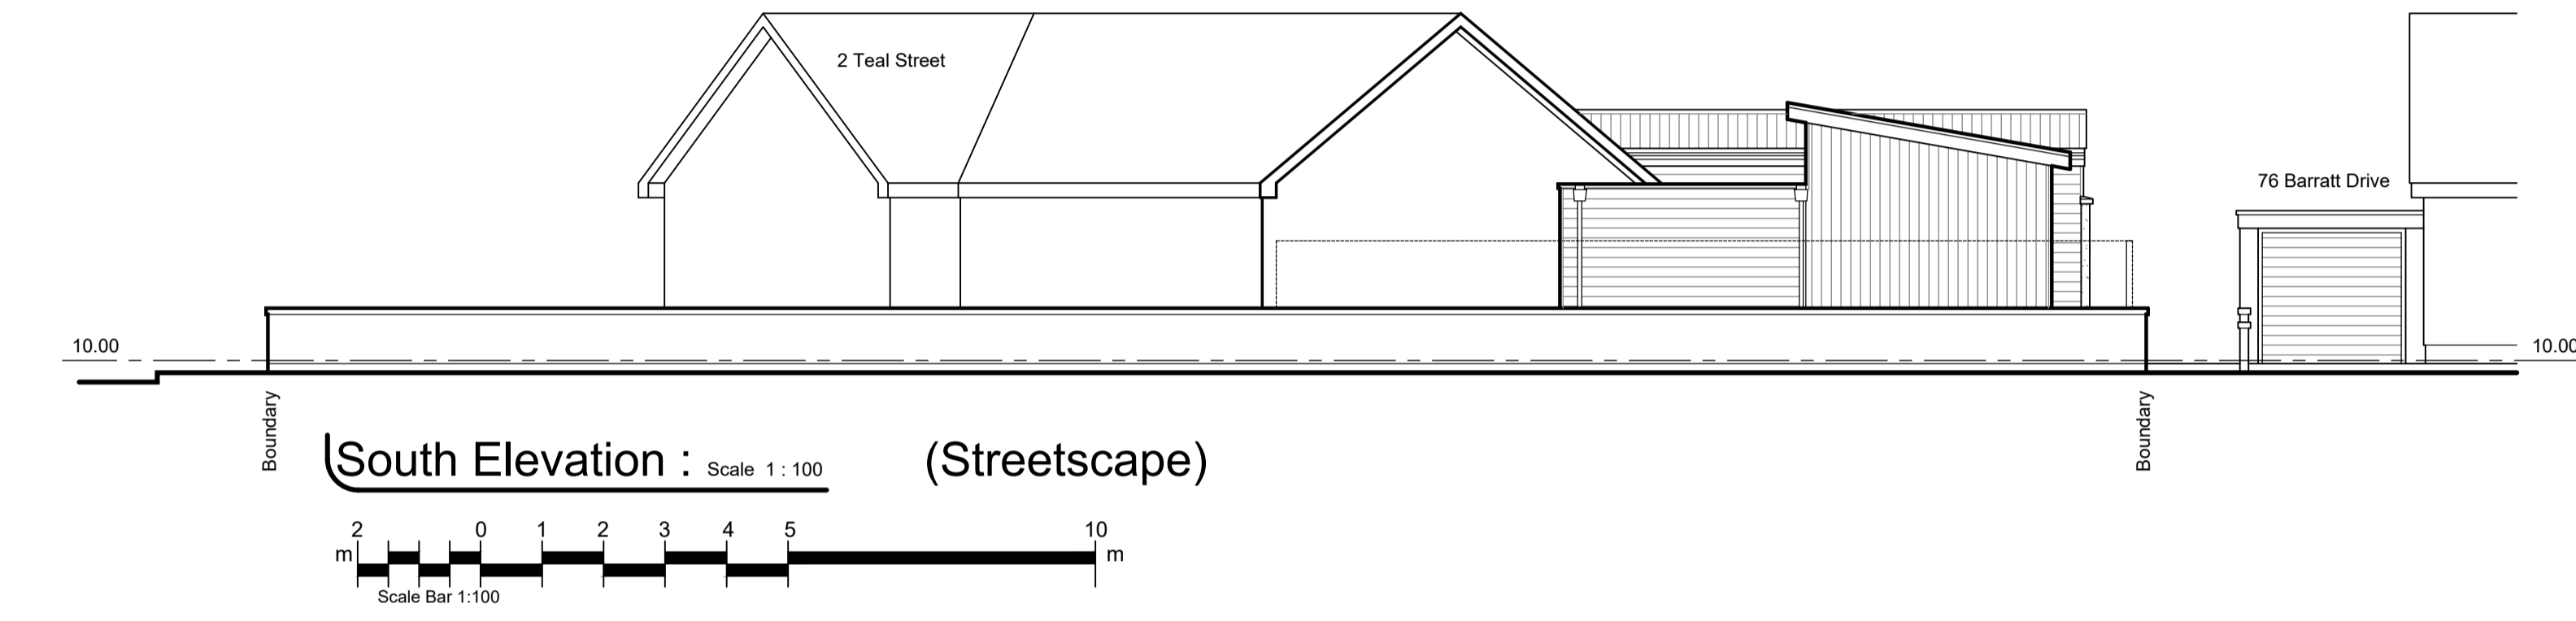 2 Teal Street
76 Barratt Drive
10.00
10.00
Boundary
Boundary
South Elevation : Scale 1 : 100 (Streetscape)
2 0 1 2 3 4 5 10
m m
Scale Bar 1:100